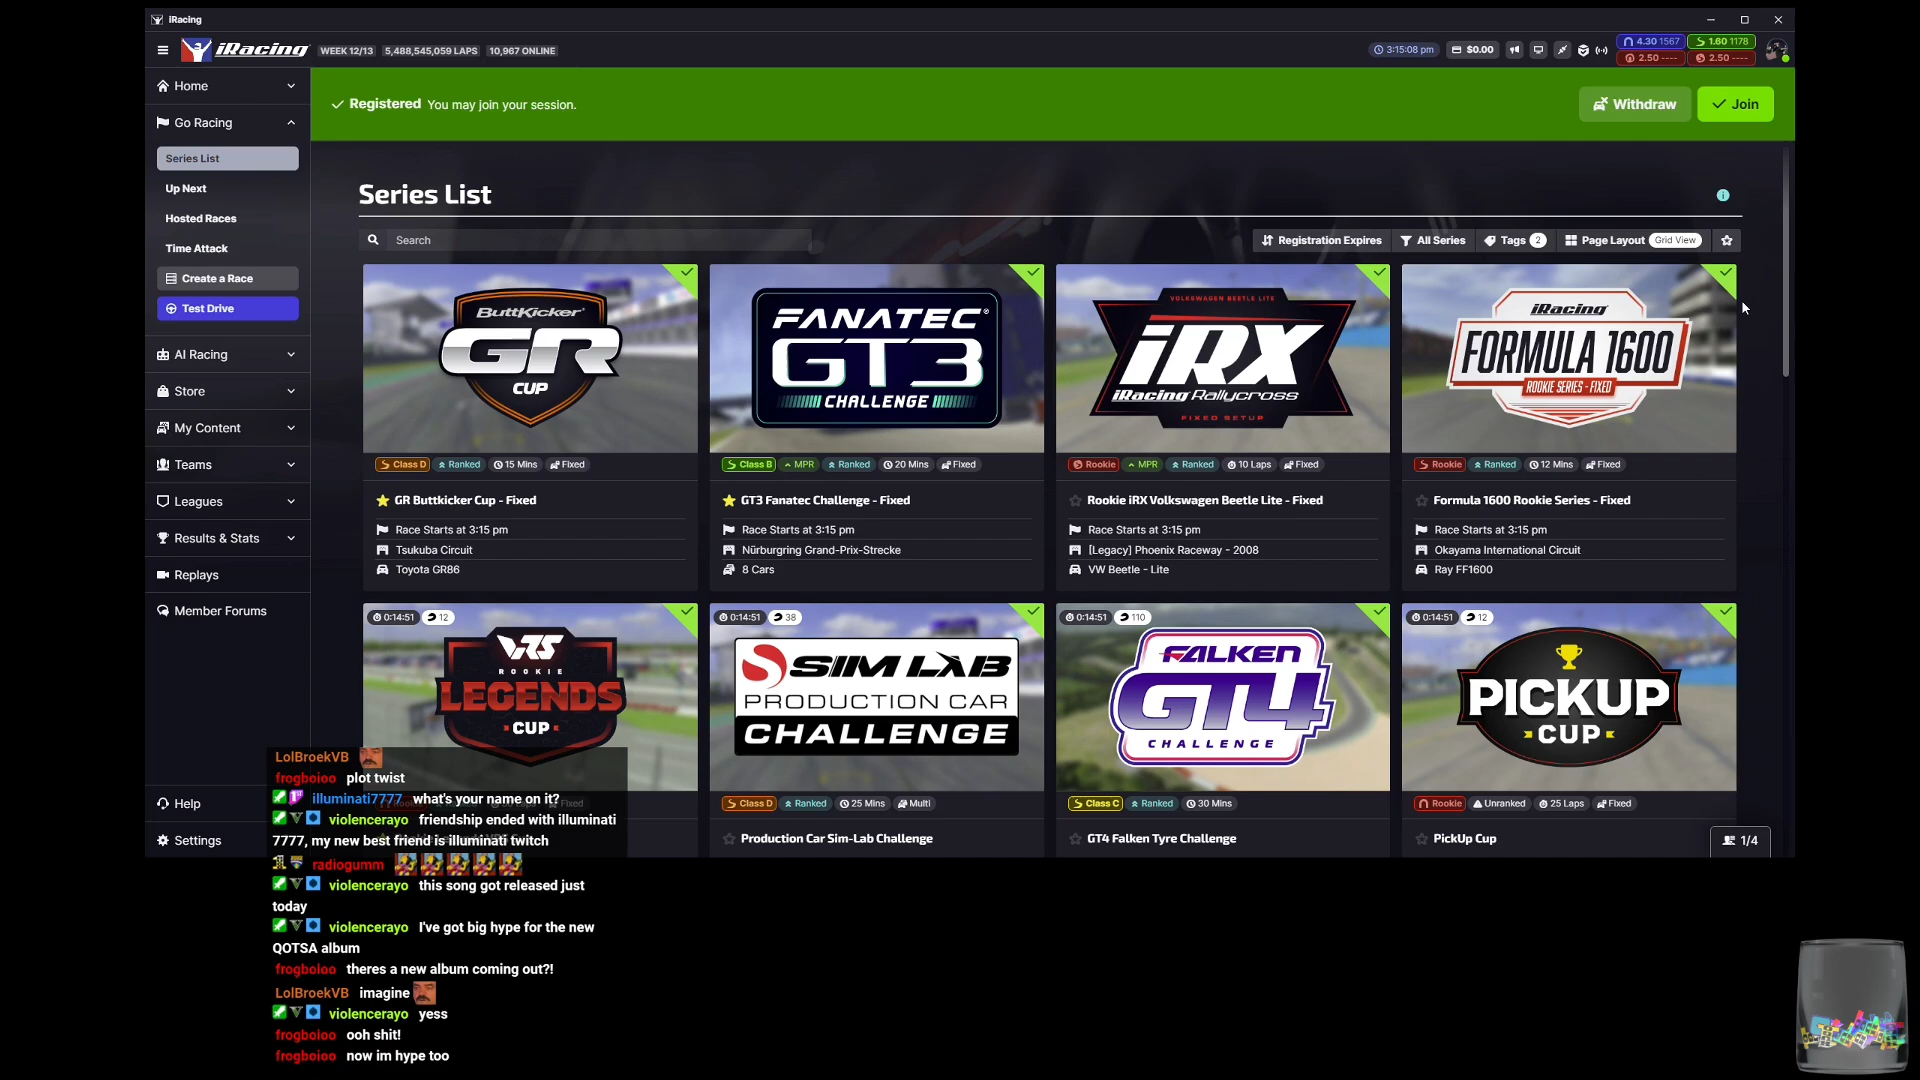 iRacing
iRacing WEEK 12/13 5,488,545,059 LAPS 10,967 ONLINE 3:15:08 pm $0.00 4.30 1567 1.60 1178
2.50 ---- 2.50 ----
Home
Go Racing
Series List
Up Next
Hosted Races
Time Attack
Create a Race
Test Drive
AI Racing
Store
My Content
Teams
Leagues
Results & Stats
Replays
Member Forums
Help
Settings
Registered You may join your session. Withdraw Join
Series List
Search Registration Expires All Series Tags 2 Page Layout Grid View
ButtKicker
GR
CUP
Class D Ranked 15 Mins Fixed
GR Buttkicker Cup - Fixed
Race Starts at 3:15 pm
Tsukuba Circuit
Toyota GR86
FANATEC
GT3
CHALLENGE
Class B MPR Ranked 20 Mins Fixed
GT3 Fanatec Challenge - Fixed
Race Starts at 3:15 pm
Nürburgring Grand-Prix-Strecke
8 Cars
VOLKSWAGEN BEETLE LITE
iRX
iRacing Rallycross
FIXED SETUP
Rookie MPR Ranked 10 Laps Fixed
Rookie iRX Volkswagen Beetle Lite - Fixed
Race Starts at 3:15 pm
[Legacy] Phoenix Raceway - 2008
VW Beetle - Lite
iRacing
FORMULA 1600
ROOKIE SERIES - FIXED
Rookie Ranked 12 Mins Fixed
Formula 1600 Rookie Series - Fixed
Race Starts at 3:15 pm
Okayama International Circuit
Ray FF1600
0:14:51 12
VRS
ROOKIE
LEGENDS
CUP
0:14:51 38
SIM LAB
PRODUCTION CAR
CHALLENGE
Class D Ranked 25 Mins Multi
Production Car Sim-Lab Challenge
0:14:51 110
FALKEN
GT4
CHALLENGE
Class C Ranked 30 Mins
GT4 Falken Tyre Challenge
0:14:51 12
PICKUP
CUP
Rookie Unranked 25 Laps Fixed
PickUp Cup
1/4
LolBroekVB
frogboioo plot twist
illuminati7777 what's your name on it?
violencerayo friendship ended with illuminati
7777, my new best friend is illuminati twitch
radiogumm
violencerayo this song got released just
today
violencerayo I've got big hype for the new
QOTSA album
frogboioo theres a new album coming out?!
LolBroekVB imagine
violencerayo yess
frogboioo ooh shit!
frogboioo now im hype too